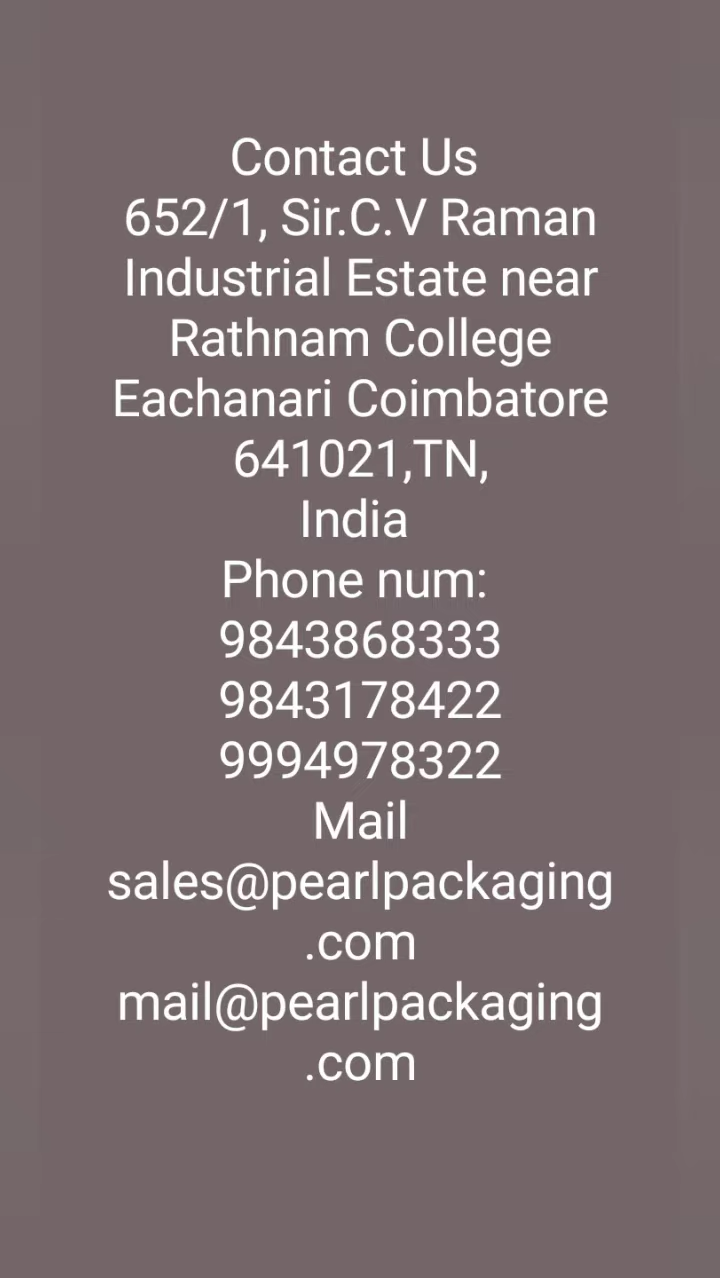 Contact Us
652/1, Sir.C.V Raman
Industrial Estate near
Rathnam College
Eachanari Coimbatore
641021,TN,
India
Phone num:
9843868333
9843178422
9994978322
Mail
sales@pearlpackaging
.com
mail@pearlpackaging
.com